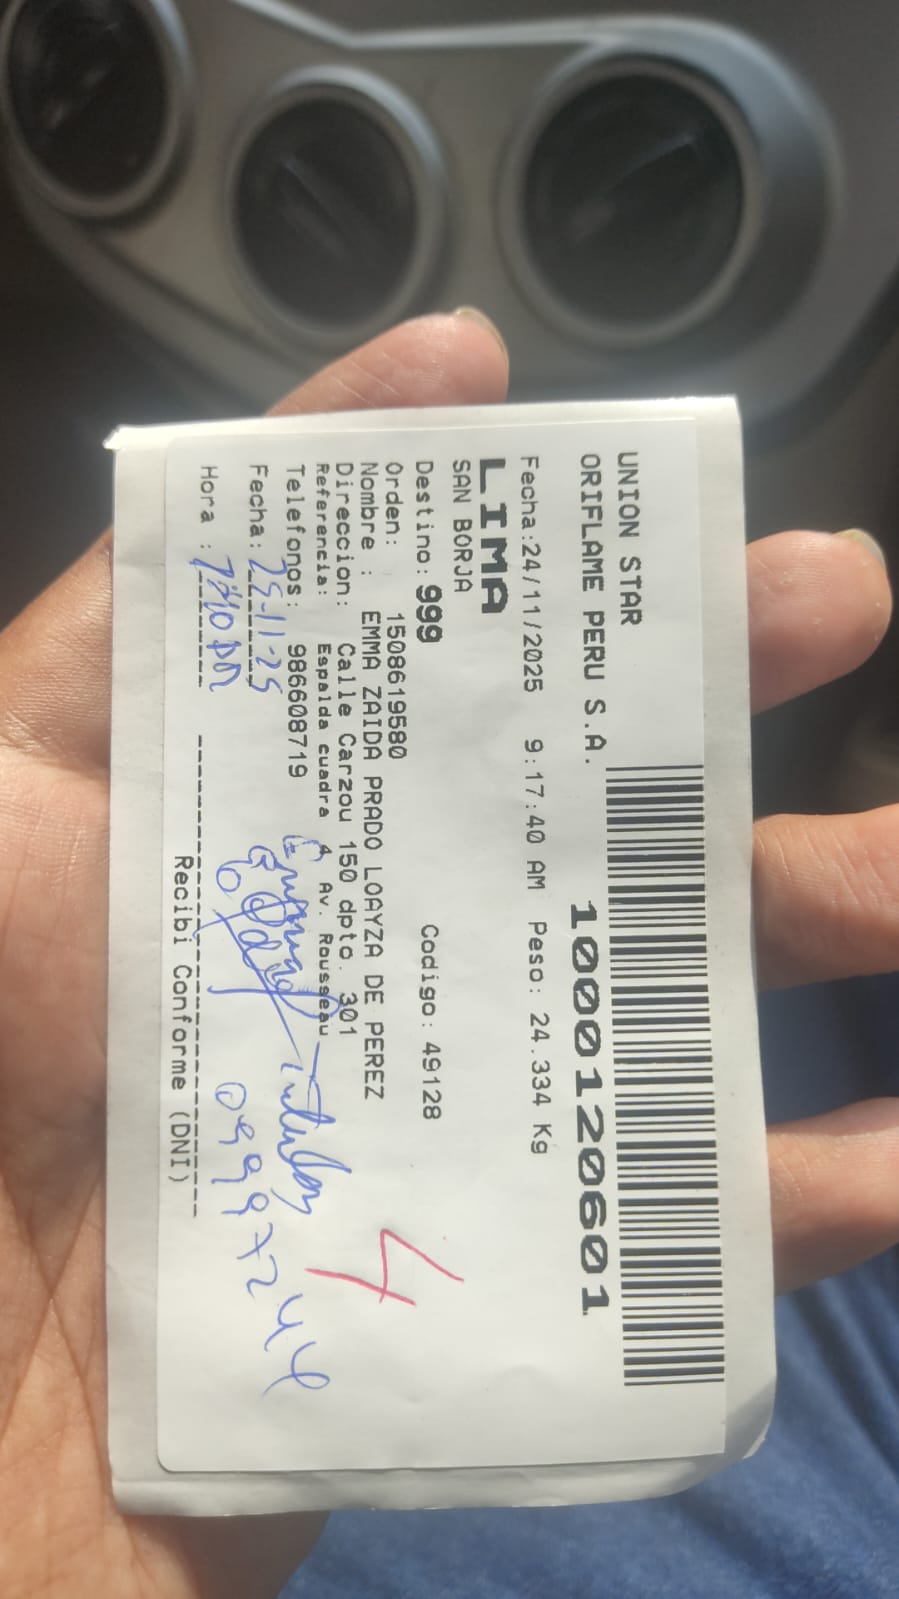 UNION STAR
ORIFLAME PERU S.A.
1000120601
Fecha:24/11/2025 9:17:40 AM Peso: 24.334 Kg
LIMA
SAN BORJA
Destino: 999 Codigo: 49128
Orden: 1508619580
Nombre : EMMA ZAIDA PRADO LOAYZA DE PEREZ
Direccion: Calle Carzou 150 dpto. 301
Referencia: Espalda cuadra 4 Av. Rousseau
Telefonos: 986608719
Fecha: 25-11-25
Hora :
Recibi Conforme (DNI)
4